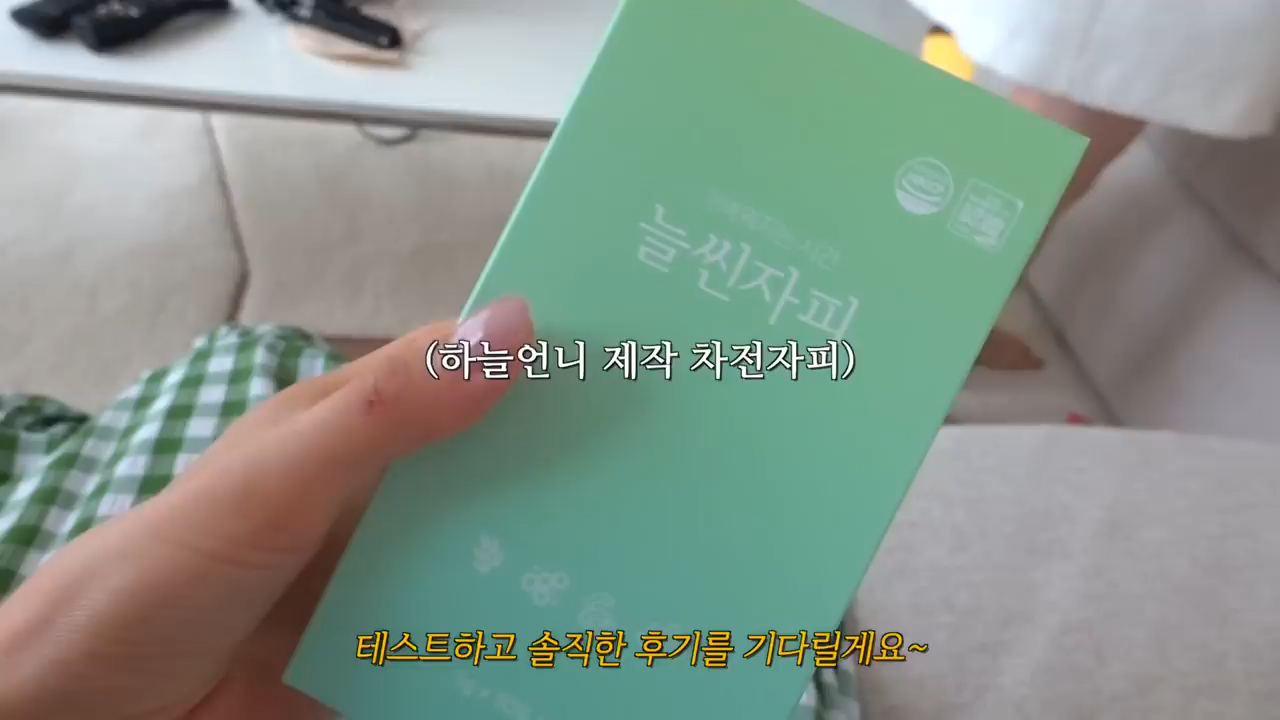 늘씬자피
(하늘언니 제작 차전자피)
테스트하고 솔직한 후기를 기다릴게요~